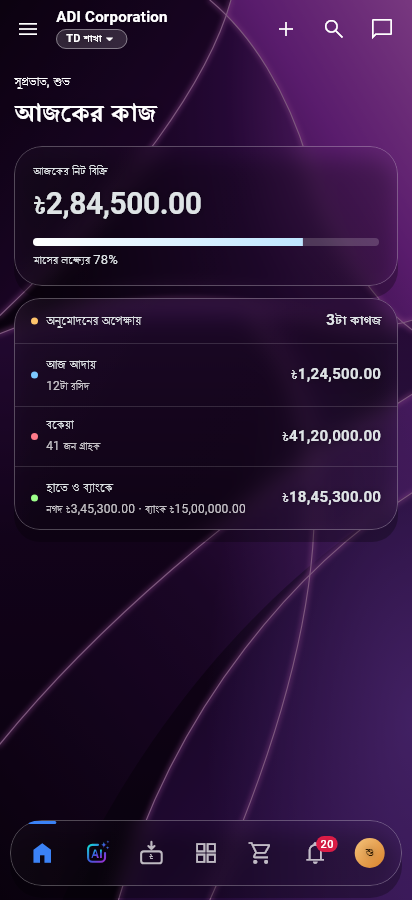 ADI Corporation
TD শাখা
সুপ্রভাত, শুভ
আজকের কাজ
আজকের নিট বিক্রি
৳2,84,500.00
মাসের লক্ষ্যের 78%
অনুমোদনের অপেক্ষায় 3টা কাগজ
আজ আদায় ৳1,24,500.00
12টা রসিদ
বকেয়া ৳41,20,000.00
41 জন গ্রাহক
হাতে ও ব্যাংকে ৳18,45,300.00
নগদ ৳3,45,300.00 · ব্যাংক ৳15,00,000.00
AI ৳ 20 শু